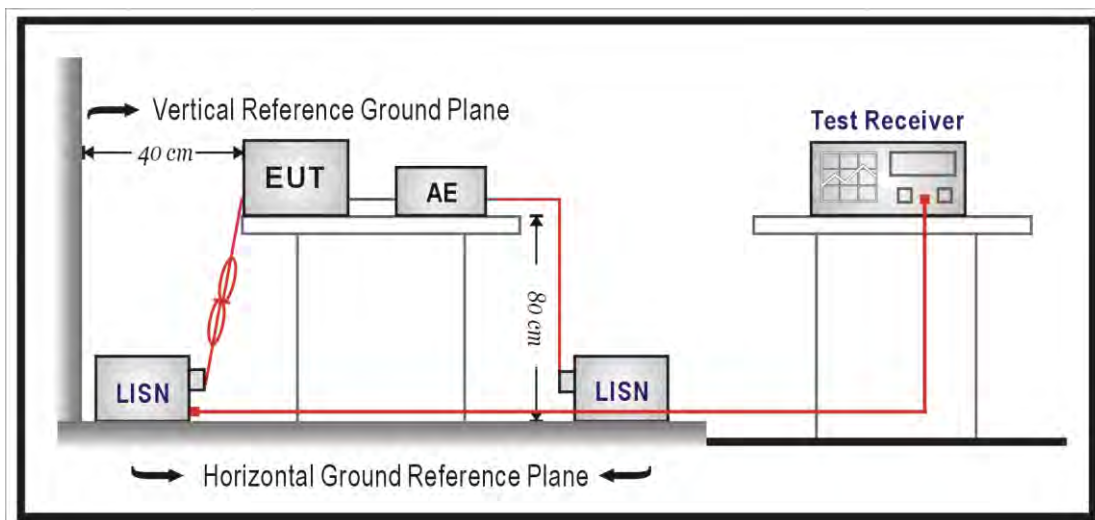 Vertical Reference Ground Plane
Test Receiver
40 cm
EUT
AE
80 cm
LISN
LISN
Horizontal Ground Reference Plane